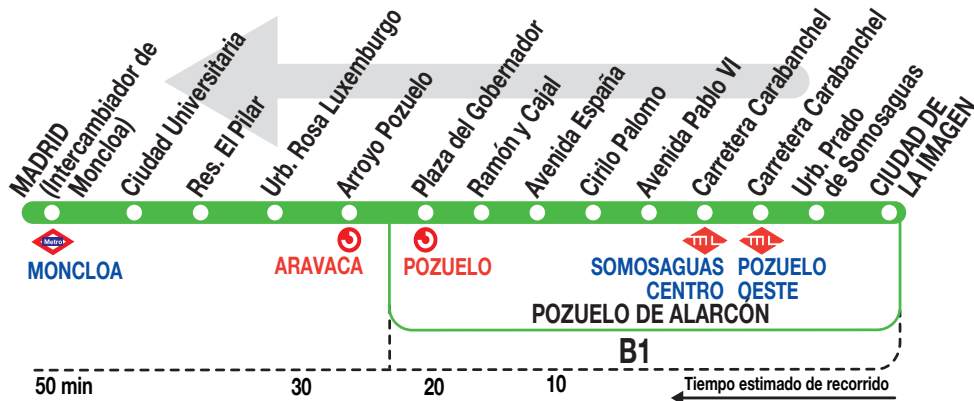 MADRID
(Intercambiador de
Moncloa)
Ciudad Universitaria
Res. El Pilar
Urb. Rosa Luxemburgo
Arroyo Pozuelo
Plaza del Gobernador
Ramón y Cajal
Avenida España
Cirilo Palomo
Avenida Pablo VI
Carretera Carabanchel
Carretera Carabanchel
Urb. Prado
de Somosaguas
CIUDAD DE
LA IMAGEN
Metro
MONCLOA
ARAVACA
POZUELO
ML
SOMOSAGUAS
CENTRO
ML
POZUELO
OESTE
POZUELO DE ALARCÓN
B1
50 min
30
20
10
Tiempo estimado de recorrido